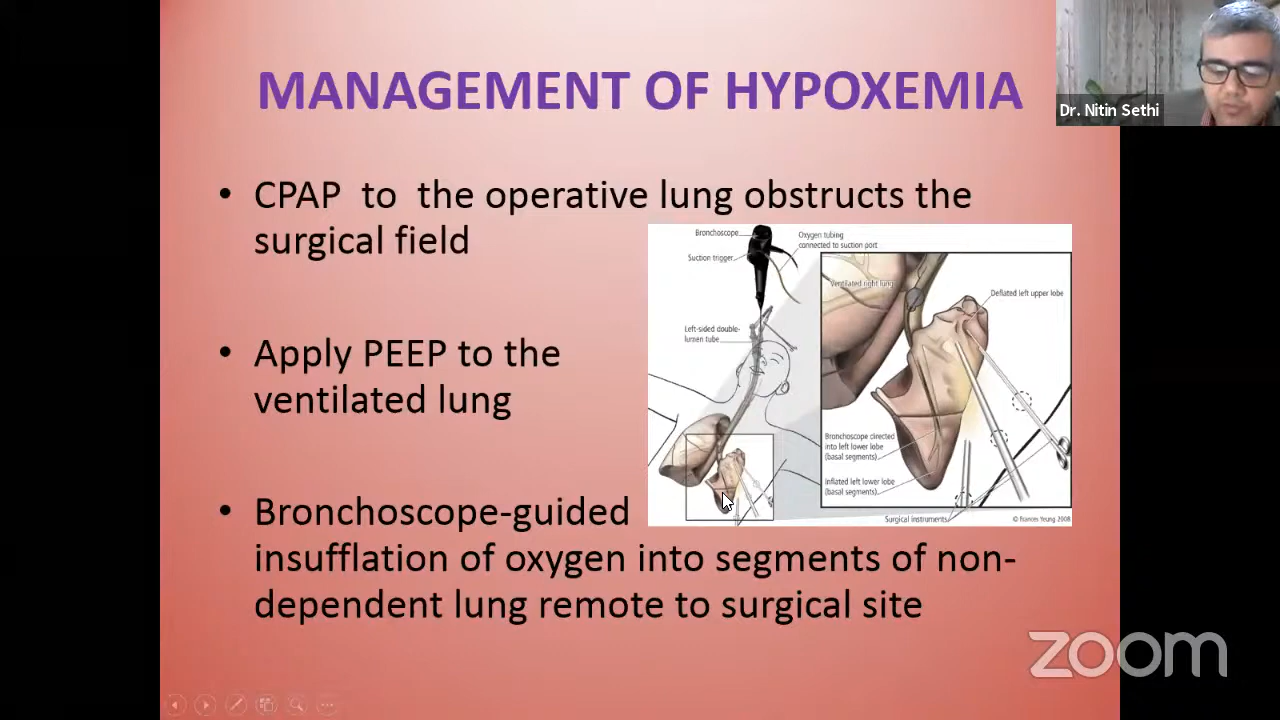 MANAGEMENT OF HYPOXEMIA
Dr. Nitin Sethi
• CPAP to the operative lung obstructs the
surgical field
• Apply PEEP to the
ventilated lung
• Bronchoscope-guided
insufflation of oxygen into segments of non-
dependent lung remote to surgical site
Bronchoscope
Oxygen tubing
connected to suction port
Suction trigger
Left-sided double-
lumen tube
Ventilated right lung
Deflated left upper lobe
Bronchoscope directed
into left lower lobe
(basal segments)
Inflated left lower lobe
(basal segments)
Surgical instruments
© Frances Yeung 2008
zoom